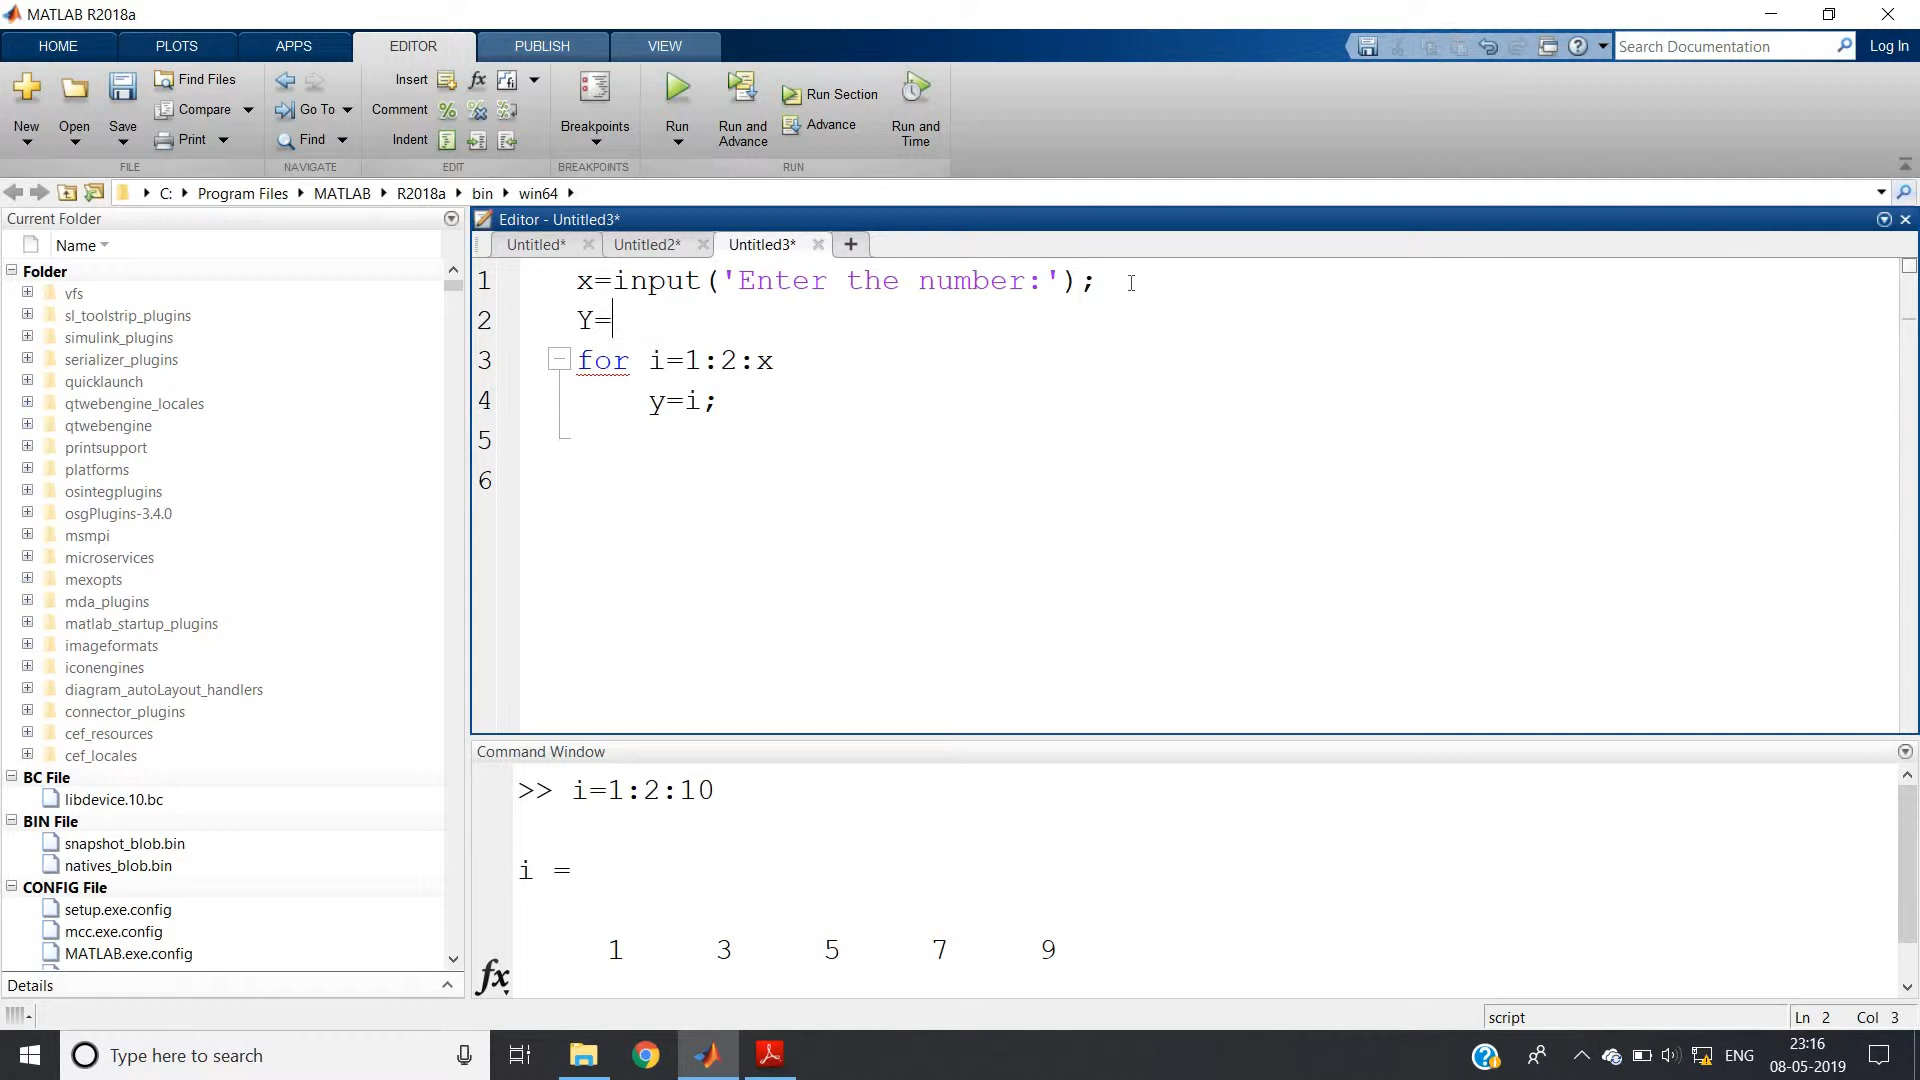 MATLAB R2018a
HOME PLOTS APPS EDITOR PUBLISH VIEW Search Documentation Log In
Find Files Insert fx
New Open Save Compare Go To Comment Breakpoints Run Run and Advance Run Section Advance Run and Time
Print Find Indent
FILE NAVIGATE EDIT BREAKPOINTS RUN
C: Program Files MATLAB R2018a bin win64
Current Folder
Name
Folder
vfs
sl_toolstrip_plugins
simulink_plugins
serializer_plugins
quicklaunch
qtwebengine_locales
qtwebengine
printsupport
platforms
osintegplugins
osgPlugins-3.4.0
msmpi
microservices
mexopts
mda_plugins
matlab_startup_plugins
imageformats
iconengines
diagram_autoLayout_handlers
connector_plugins
cef_resources
cef_locales
BC File
libdevice.10.bc
BIN File
snapshot_blob.bin
natives_blob.bin
CONFIG File
setup.exe.config
mcc.exe.config
MATLAB.exe.config
Details
Editor - Untitled3*
Untitled* Untitled2* Untitled3*
1 x=input('Enter the number:');
2 Y=
3 for i=1:2:x
4 y=i;
5
6
Command Window
>> i=1:2:10
i =
1 3 5 7 9
fx
script Ln 2 Col 3
Type here to search
ENG
23:16
08-05-2019